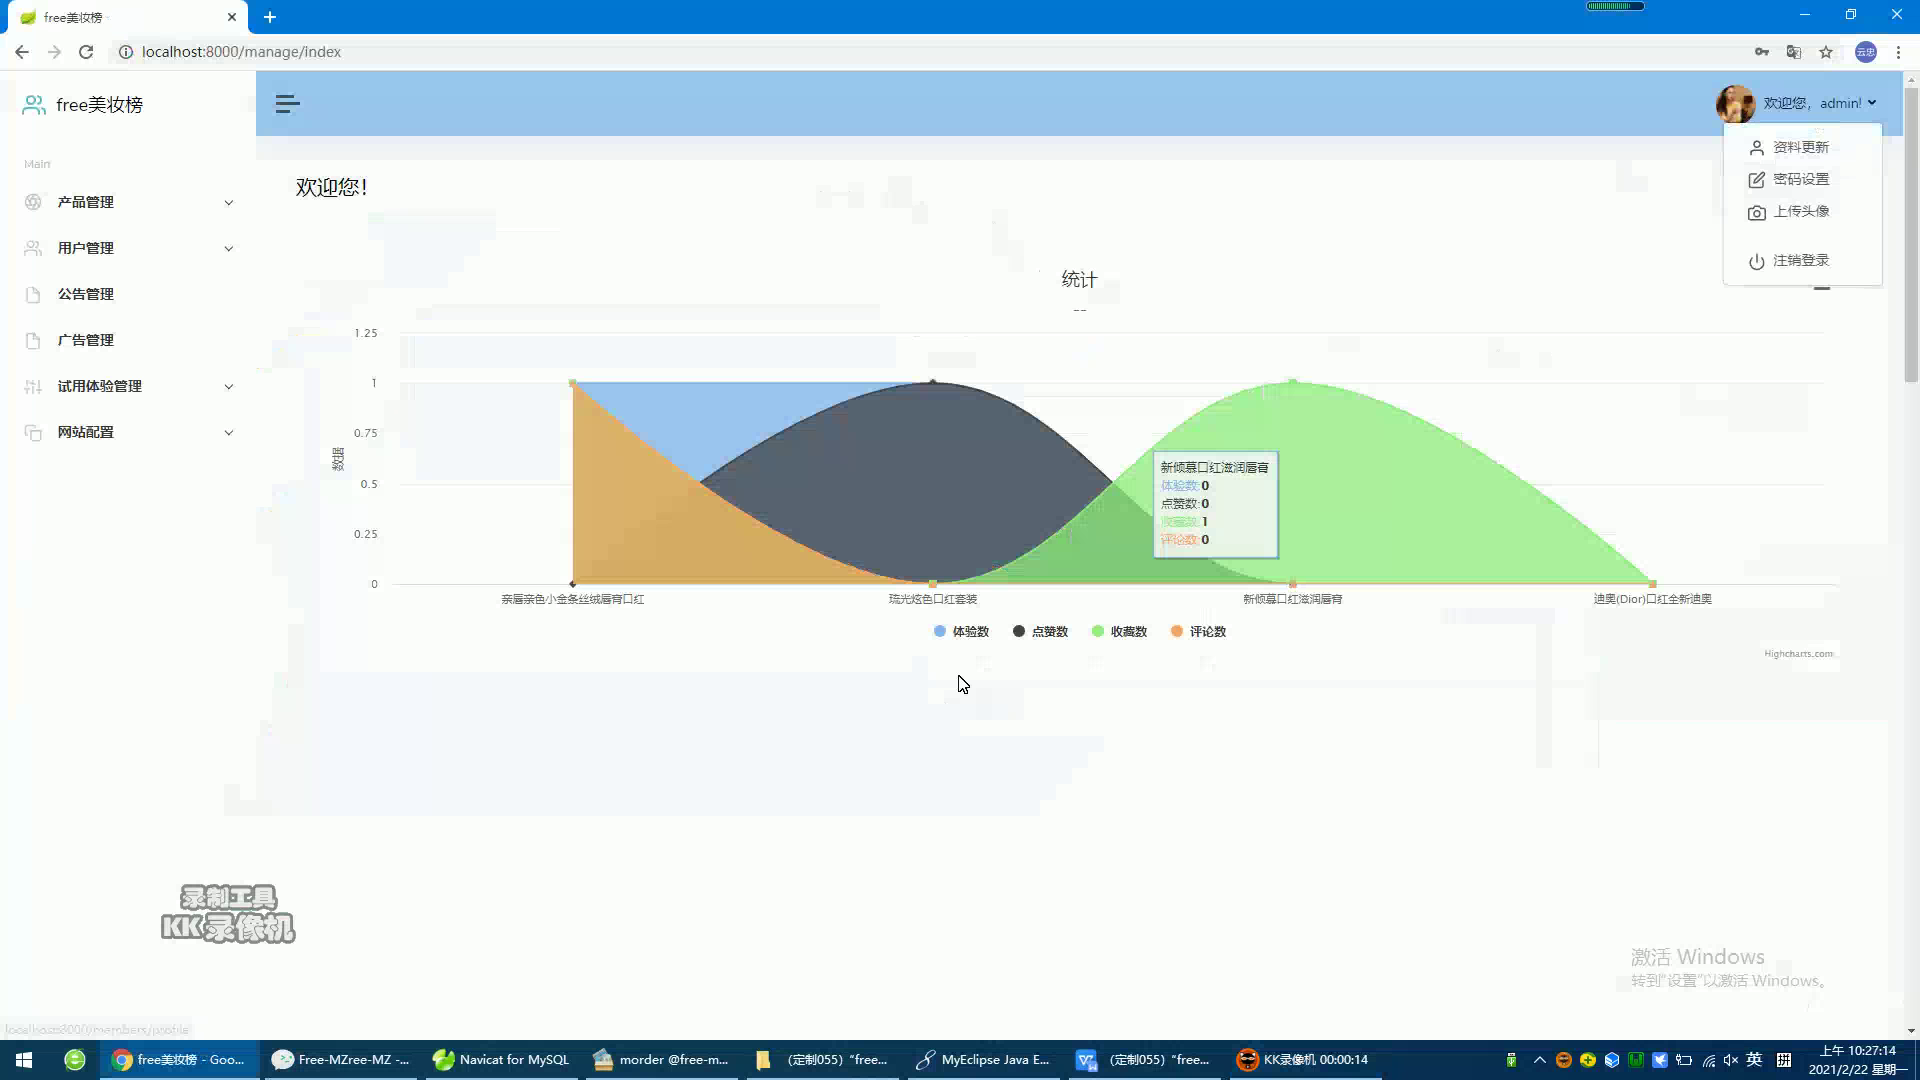 free美妆榜
localhost:8000/manage/index
云忠
free美妆榜
欢迎您，admin!
Main
产品管理
用户管理
公告管理
广告管理
试用体验管理
网站配置
资料更新
密码设置
上传头像
注销登录
欢迎您！
统计
--
1.25
1
0.75
0.5
0.25
0
数据
新倾慕口红滋润唇膏
体验数:0
点赞数:0
收藏数:1
评论数:0
亲唇亲色小金条丝绒唇膏口红
琉光炫色口红套装
新倾慕口红滋润唇膏
迪奥(Dior)口红全新迪奥
体验数
点赞数
收藏数
评论数
Highcharts.com
录制工具
KK录像机
激活 Windows
转到"设置"以激活 Windows。
localhost:8000/members/profile
free美妆榜 - Goo...
Free-MZree-MZ -...
Navicat for MySQL
morder @free-m...
（定制055）“free...
MyEclipse Java E...
（定制055）“free...
KK录像机 00:00:14
英
拼
上午 10:27:14
2021/2/22 星期一